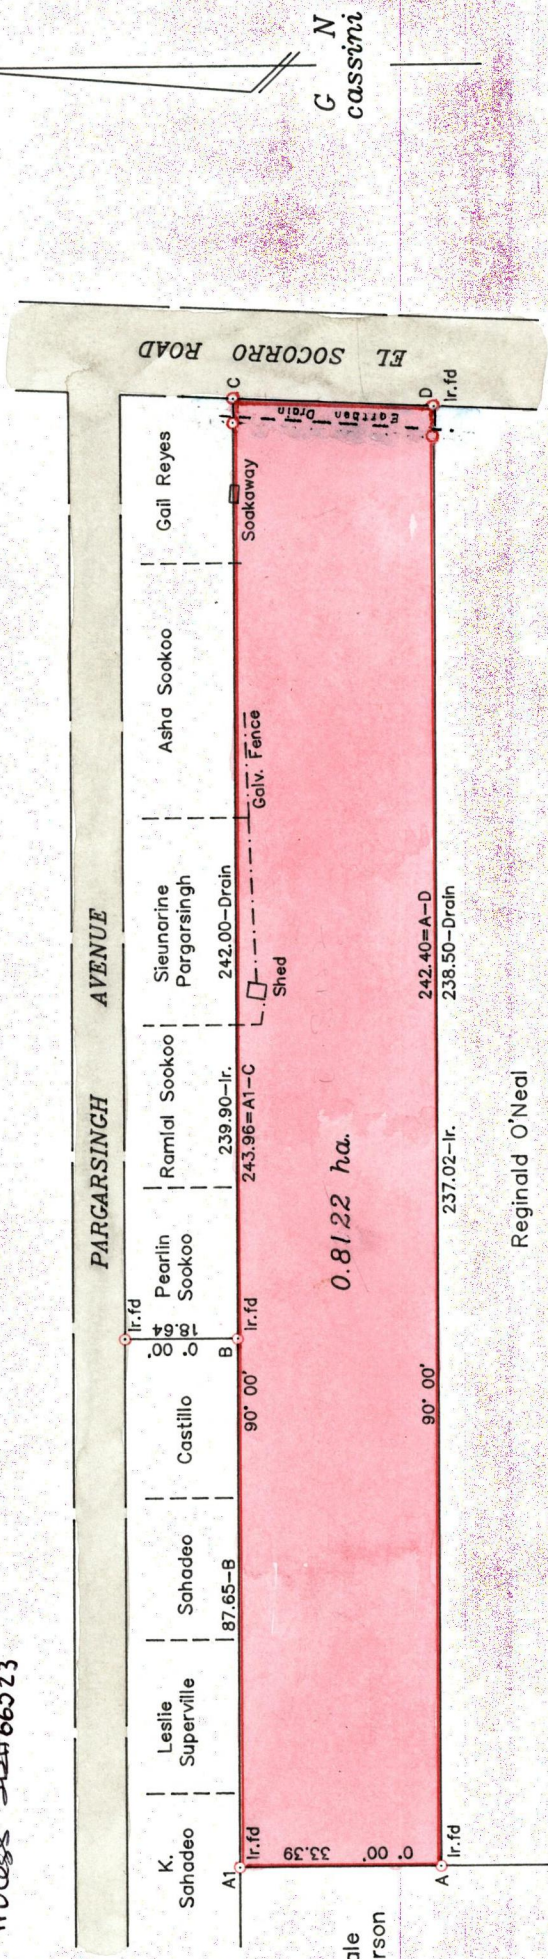 G N
cassini
EL SOCORRO ROAD
PARGARSINGH AVENUE
K.
Sahadeo
Leslie
Superville
Sahadeo
Castillo
Pearlin
Sookoo
Ramlal Sookoo
Sieunarine
Pargarsingh
Asha Sookoo
Gail Reyes
Ir.fd
0° 00'
18.64
A1
Ir.fd
87.65-B
B
Ir.fd
239.90-Ir.
242.00-Drain
C
90° 00'
243.96=A1-C
Shed
Galv. Fence
Soakaway
Earthen Drain
0.8122 ha.
33.39
0° 00'
90° 00'
242.40=A-D
D
A
Ir.fd
237.02-Ir.
238.50-Drain
Ir.fd
Reginald O'Neal
ale
rson